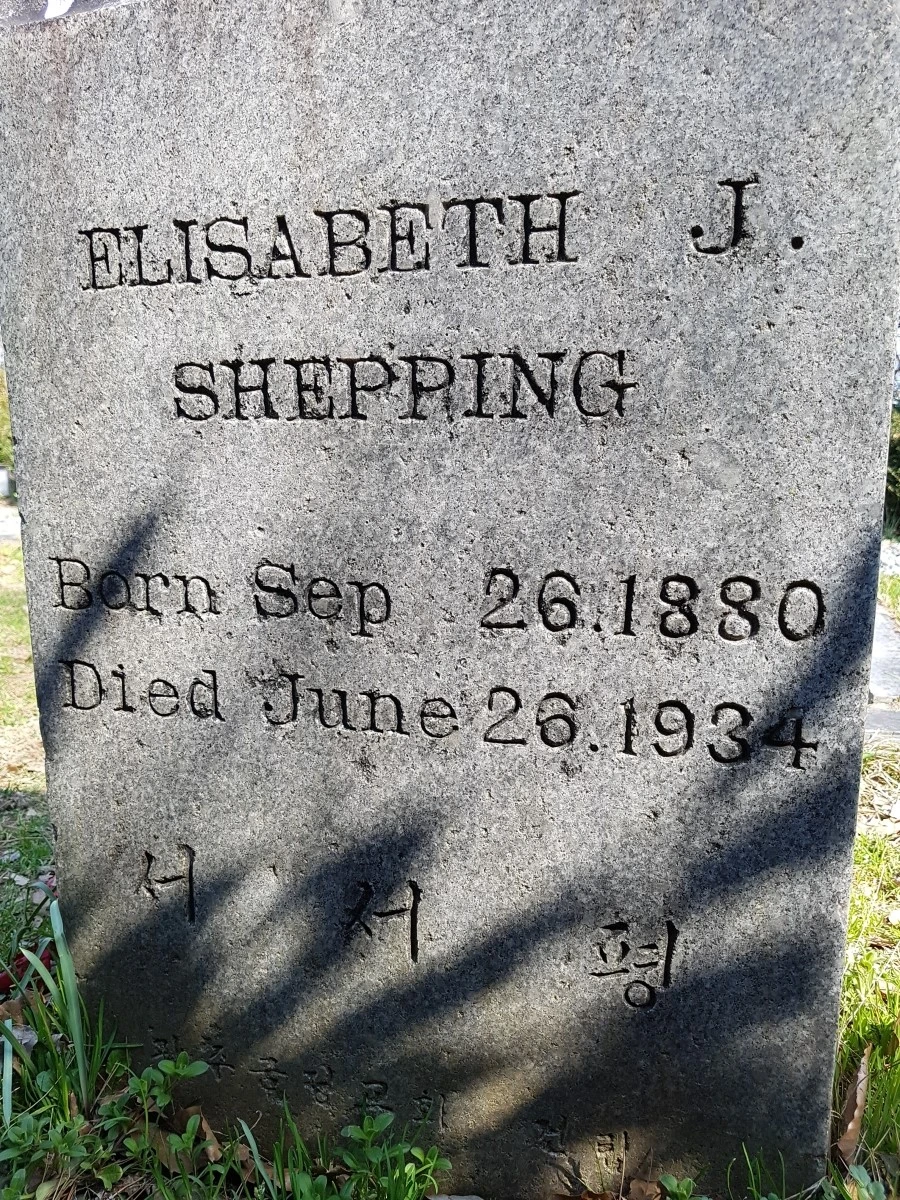 ELISABETH J.
SHEPPING
Born Sep 26.1880
Died June 26.1934
서 서 평